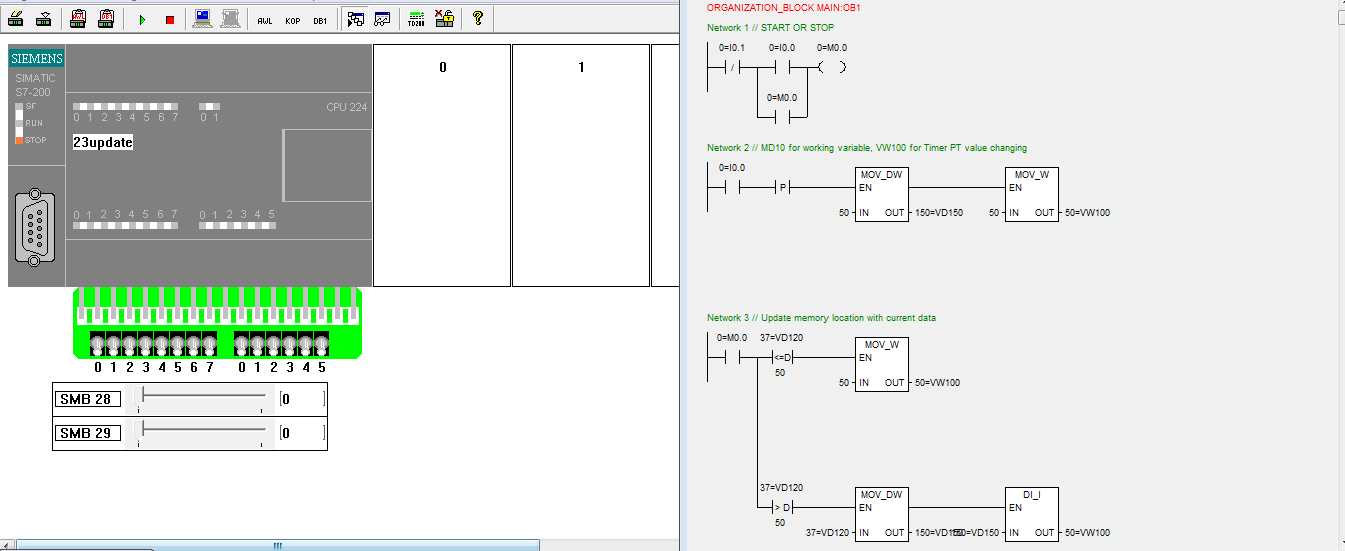 AWL KOP DB1 TD200
SIEMENS
SIMATIC
S7-200
SF
RUN
STOP
CPU 224
0 1 2 3 4 5 6 7 0 1
23update
0 1 2 3 4 5 6 7 0 1 2 3 4 5
0 1 2 3 4 5 6 7 0 1 2 3 4 5
SMB 28 [0 ]
SMB 29 [0 ]
0 1
ORGANIZATION_BLOCK MAIN:OB1
Network 1 // START OR STOP
0=I0.1 0=I0.0 0=M0.0
/ ( )
0=M0.0
Network 2 // MD10 for working variable, VW100 for Timer PT value changing
0=I0.0 MOV_DW MOV_W
P EN EN
50 IN OUT 150=VD150 50 IN OUT 50=VW100
Network 3 // Update memory location with current data
0=M0.0 37=VD120 MOV_W
<=D EN
50
50 IN OUT 50=VW100
37=VD120 MOV_DW DI_I
> D EN EN
50
37=VD120 IN OUT 150=VD150 IN OUT 50=VW100